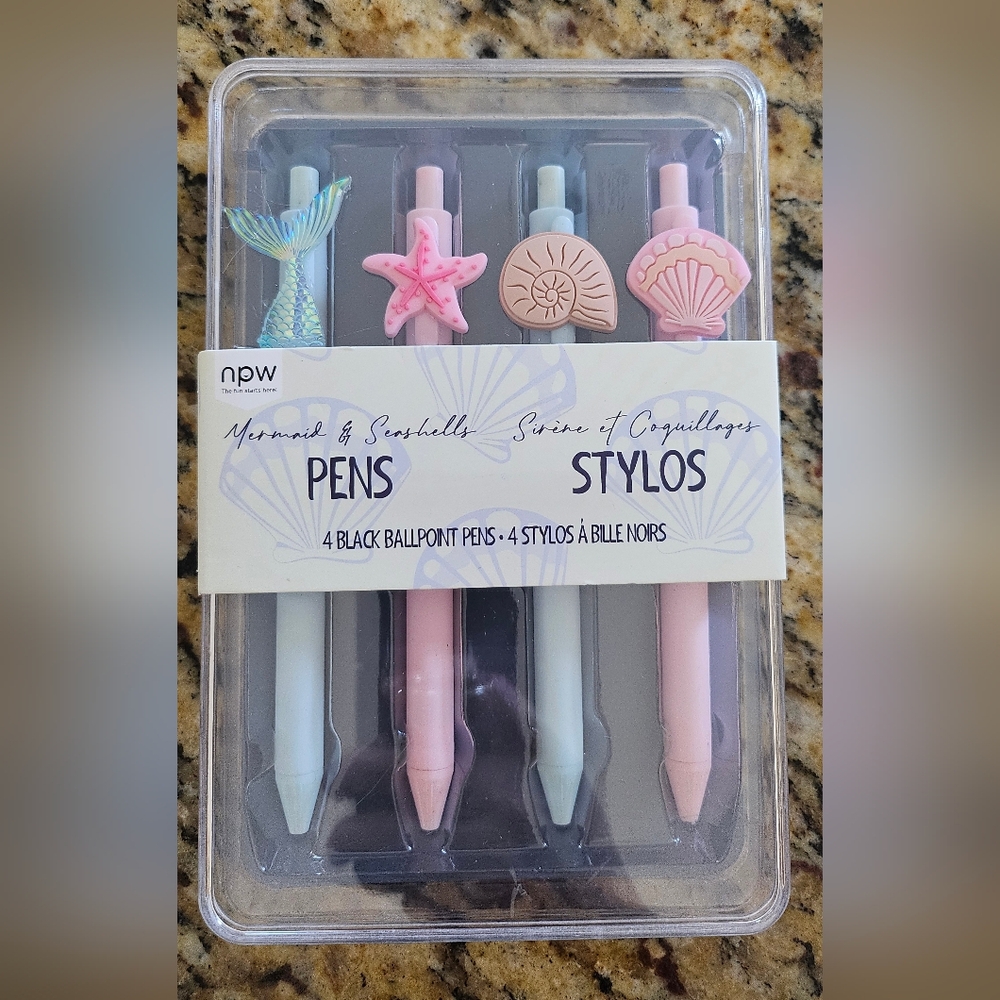 npw
The fun starts here.
Mermaid & Seashells
PENS
Sirène et Coquillages
STYLOS
4 BLACK BALLPOINT PENS • 4 STYLOS À BILLE NOIRS